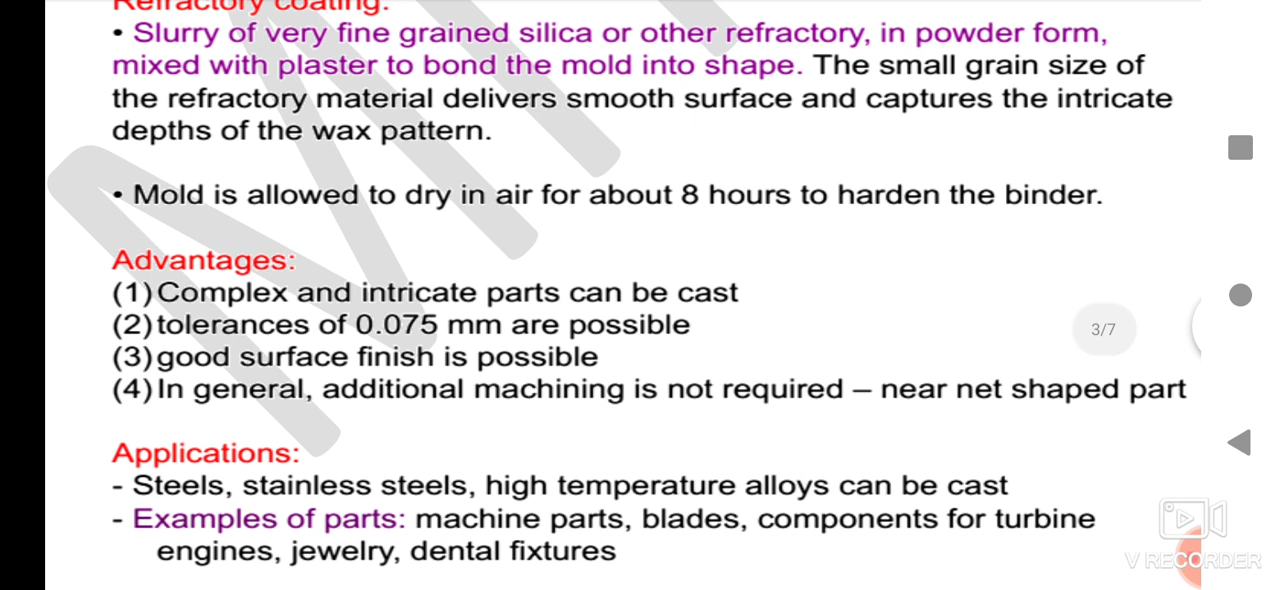 Refractory coating:
• Slurry of very fine grained silica or other refractory, in powder form,
mixed with plaster to bond the mold into shape. The small grain size of
the refractory material delivers smooth surface and captures the intricate
depths of the wax pattern.
• Mold is allowed to dry in air for about 8 hours to harden the binder.
Advantages:
(1) Complex and intricate parts can be cast
(2) tolerances of 0.075 mm are possible
(3) good surface finish is possible
3/7
(4) In general, additional machining is not required – near net shaped part
Applications:
- Steels, stainless steels, high temperature alloys can be cast
- Examples of parts: machine parts, blades, components for turbine
engines, jewelry, dental fixtures
V RECORDER